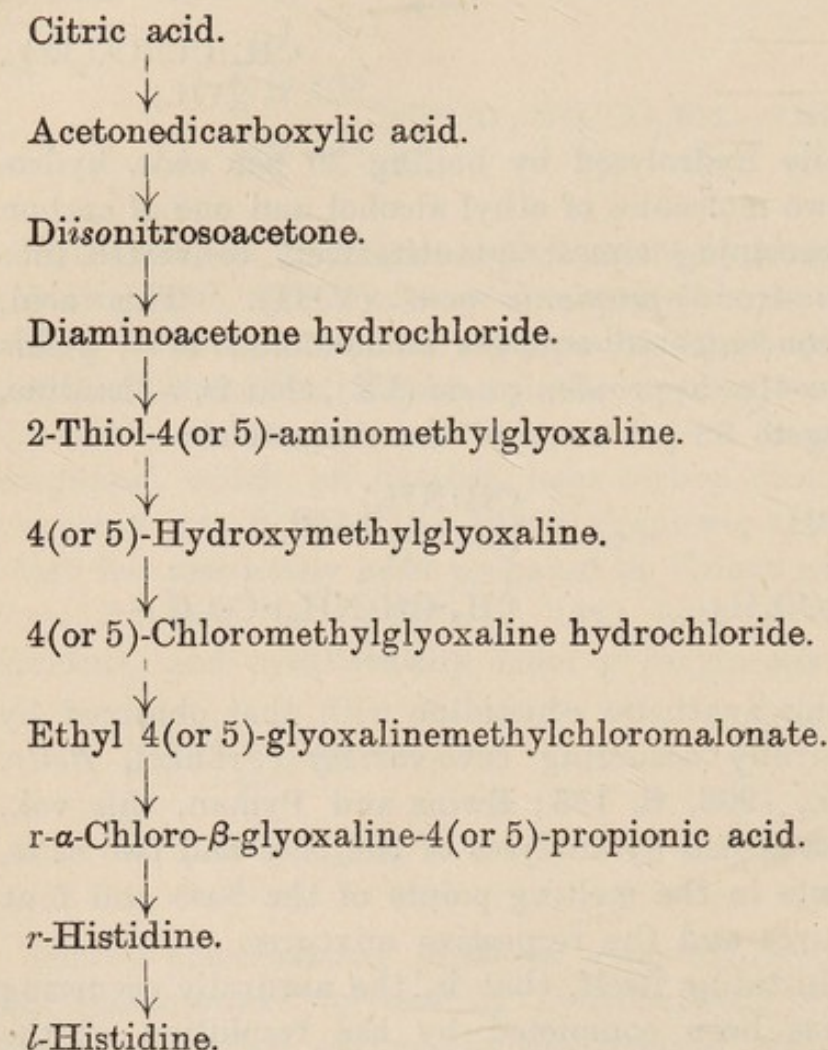 Citric acid.
Acetonedicarboxylic acid.
Diisonitrosoacetone.
Diaminoacetone hydrochloride.
2-Thiol-4(or 5)-aminomethylglyoxaline.
4(or 5)-Hydroxymethylglyoxaline.
4(or 5)-Chloromethylglyoxaline hydrochloride.
Ethyl 4(or 5)-glyoxalinemethylchloromalonate.
r-α-Chloro-β-glyoxaline-4(or 5)-propionic acid.
r-Histidine.
l-Histidine.